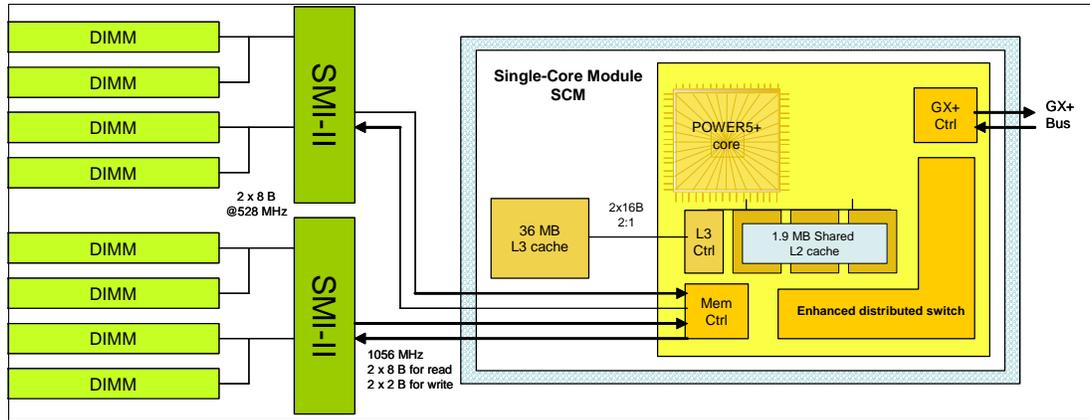 DIMM
DIMM
DIMM
DIMM
SMI-II
2 x 8 B
@528 MHz
DIMM
DIMM
DIMM
DIMM
SMI-II
1056 MHz
2 x 8 B for read
2 x 2 B for write
Single-Core Module
SCM
POWER5+
core
GX+
Ctrl
GX+
Bus
36 MB
L3 cache
2x16B
2:1
L3
Ctrl
1.9 MB Shared
L2 cache
Mem
Ctrl
Enhanced distributed switch